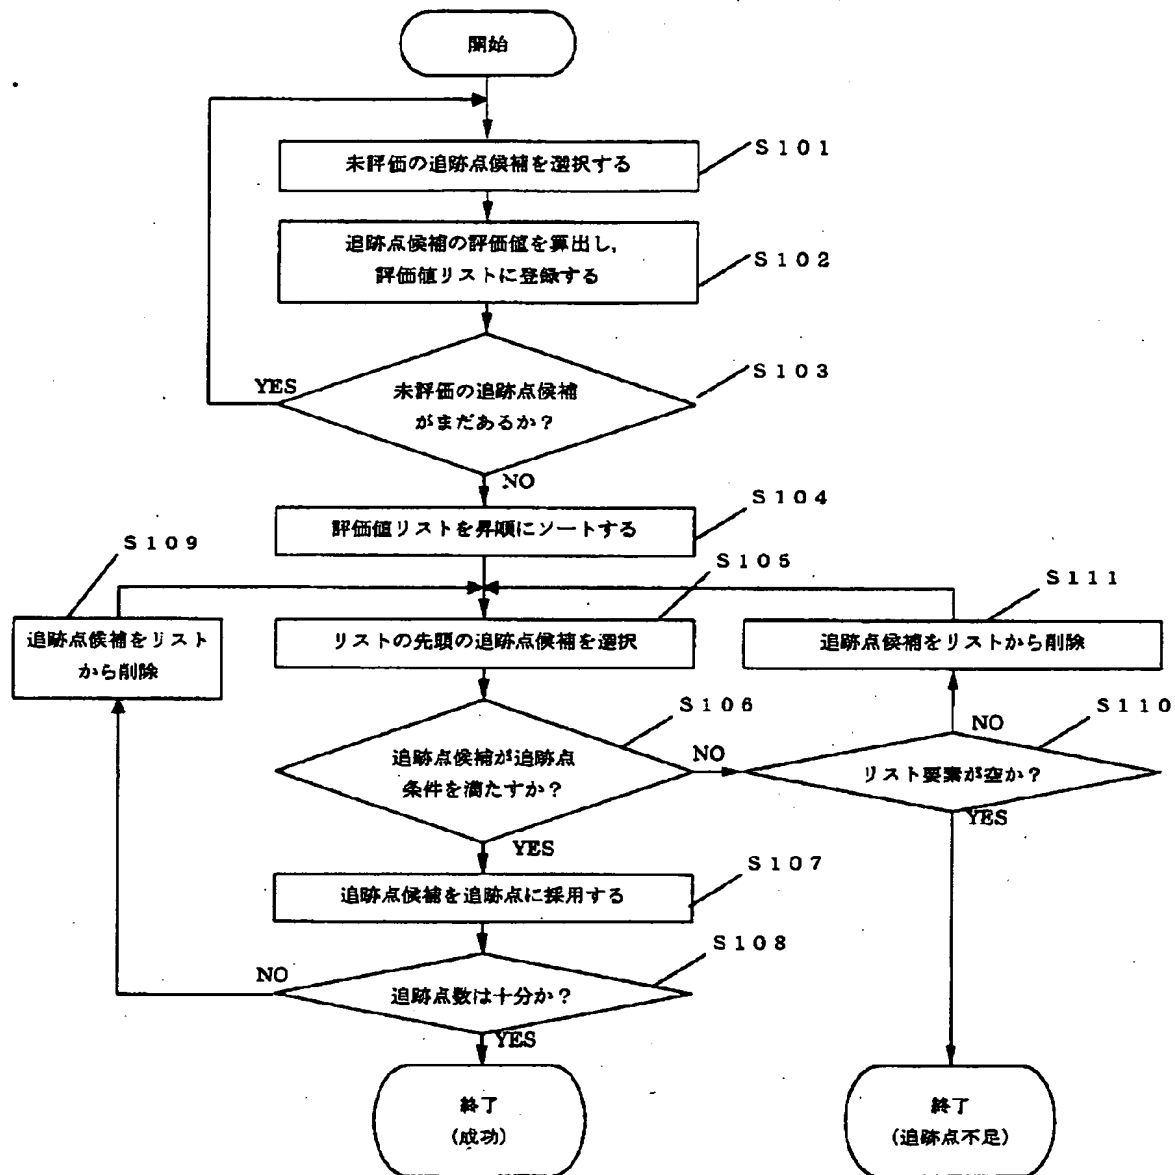 開始
S101
未評価の追跡点候補を選択する
追跡点候補の評価値を算出し,
評価値リストに登録する
S102
S103
YES
未評価の追跡点候補
がまだあるか？
NO
S104
評価値リストを昇順にソートする
S109
S105
S111
追跡点候補をリスト
から削除
リストの先頭の追跡点候補を選択
追跡点候補をリストから削除
S106
S110
追跡点候補が追跡点
条件を満たすか？
NO
NO
リスト要素が空か？
YES
YES
S107
追跡点候補を追跡点に採用する
S108
NO
追跡点数は十分か？
YES
終了
(成功)
終了
(追跡点不足)